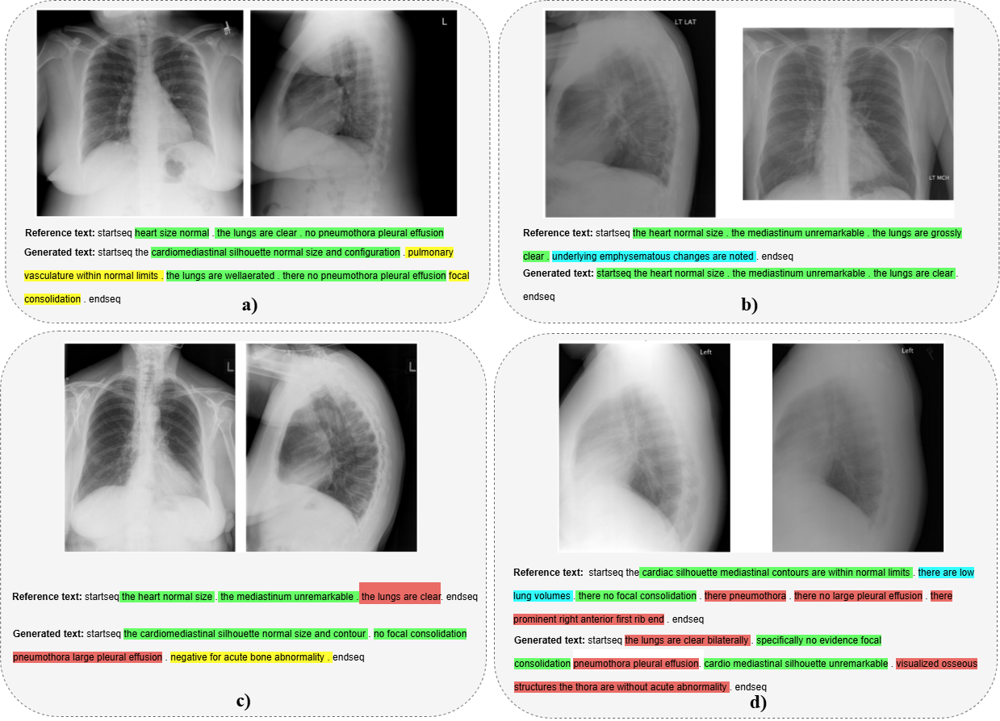 L
L
Reference text: startseq heart size normal . the lungs are clear . no pneumothora pleural effusion
Generated text: startseq the cardiomediastinal silhouette normal size and configuration . pulmonary
vasculature within normal limits . the lungs are wellaerated . there no pneumothora pleural effusion focal
consolidation . endseq
a)
LT LAT
LT MCH
Reference text: startseq the heart normal size . the mediastinum unremarkable . the lungs are grossly
clear . underlying emphysematous changes are noted . endseq
Generated text: startseq the heart normal size . the mediastinum unremarkable . the lungs are clear .
endseq
b)
L
L
Reference text: startseq the heart normal size . the mediastinum unremarkable . the lungs are clear. endseq
Generated text: startseq the cardiomediastinal silhouette normal size and contour . no focal consolidation
pneumothora large pleural effusion . negative for acute bone abnormality . endseq
c)
Left
Left
Reference text: startseq the cardiac silhouette mediastinal contours are within normal limits . there are low
lung volumes . there no focal consolidation . there pneumothora . there no large pleural effusion . there
prominent right anterior first rib end . endseq
Generated text: startseq the lungs are clear bilaterally . specifically no evidence focal
consolidation pneumothora pleural effusion. cardio mediastinal silhouette unremarkable . visualized osseous
structures the thora are without acute abnormality . endseq
d)